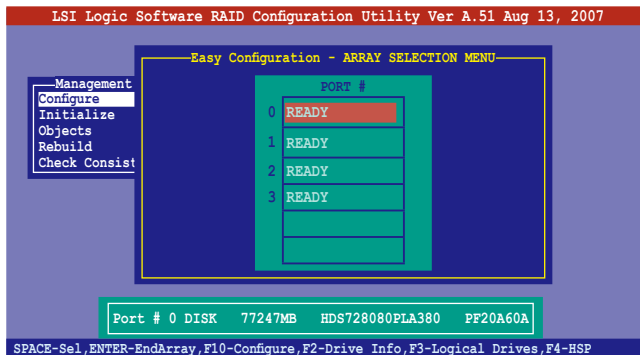 LSI Logic Software RAID Configuration Utility Ver A.51 Aug 13, 2007
Easy Configuration - ARRAY SELECTION MENU
Management
Configure
Initialize
Objects
Rebuild
Check Consist
PORT #
0 READY
1 READY
2 READY
3 READY
Port # 0 DISK 77247MB HDS728080PLA380 PF20A60A
SPACE-Sel,ENTER-EndArray,F10-Configure,F2-Drive Info,F3-Logical Drives,F4-HSP